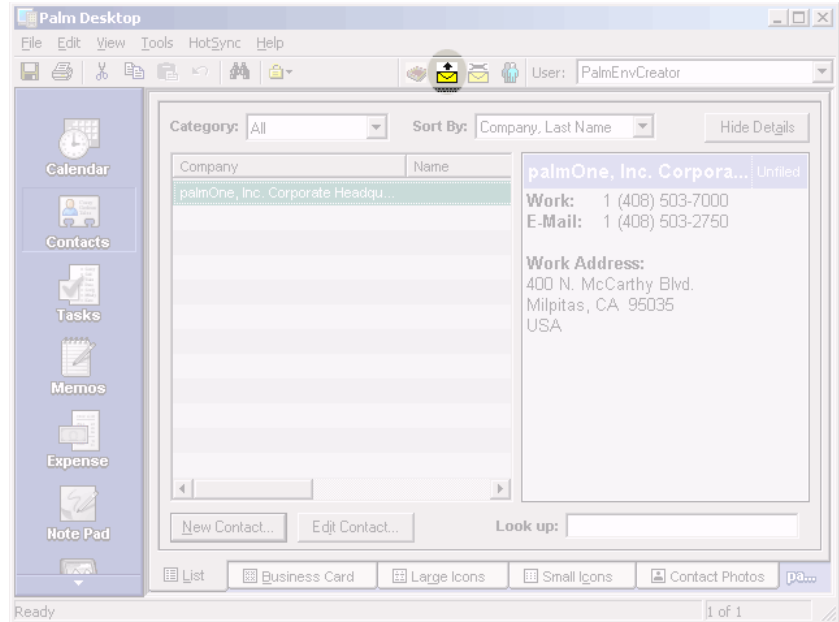 Palm Desktop
File Edit View Tools HotSync Help
User: PalmEnvCreator
Calendar
Contacts
Tasks
Memos
Expense
Note Pad
Category: All Sort By: Company, Last Name Hide Details
Company Name
palmOne, Inc. Corporate Headqu...
palmOne, Inc. Corpora... Unfiled
Work: 1 (408) 503-7000
E-Mail: 1 (408) 503-2750
Work Address:
400 N. McCarthy Blvd.
Milpitas, CA 95035
USA
New Contact... Edit Contact... Look up:
List Business Card Large Icons Small Icons Contact Photos pa...
Ready 1 of 1